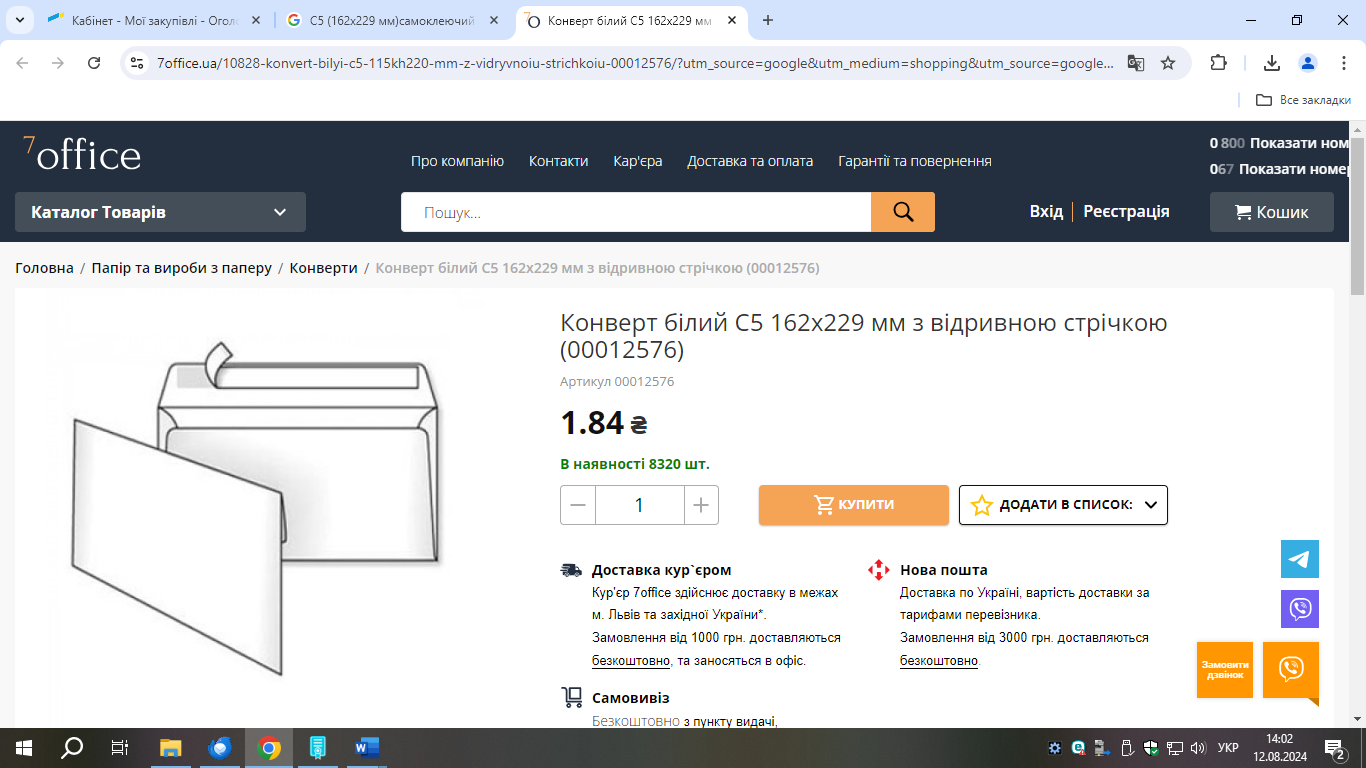 Кабінет - Мої закупівлі - Огол
C5 (162х229 мм)самоклеючий
Конверт білий С5 162х229 мм
7office.ua/10828-konvert-bilyi-c5-115kh220-mm-z-vidryvnoiu-strichkoiu-00012576/?utm_source=google&utm_medium=shopping&utm_source=google...
Все закладки
7office
Про компанію Контакти Кар'єра Доставка та оплата Гарантії та повернення
0 800 Показати ном
067 Показати номер
Каталог Товарів
Пошук...
Вхід Реєстрація
Кошик
Головна / Папір та вироби з паперу / Конверти / Конверт білий С5 162х229 мм з відривною стрічкою (00012576)
Конверт білий С5 162х229 мм з відривною стрічкою
(00012576)
Артикул 00012576
1.84 ₴
В наявності 8320 шт.
1
КУПИТИ
ДОДАТИ В СПИСОК:
Доставка кур`єром
Кур'єр 7office здійснює доставку в межах
м. Львів та західної України*.
Замовлення від 1000 грн. доставляються
безкоштовно, та заносяться в офіс.
Нова пошта
Доставка по Україні, вартість доставки за
тарифами перевізника.
Замовлення від 3000 грн. доставляються
безкоштовно.
Самовивіз
Безкоштовно з пункту видачі,
Замовити
дзвінок
УКР
14:02
12.08.2024
2